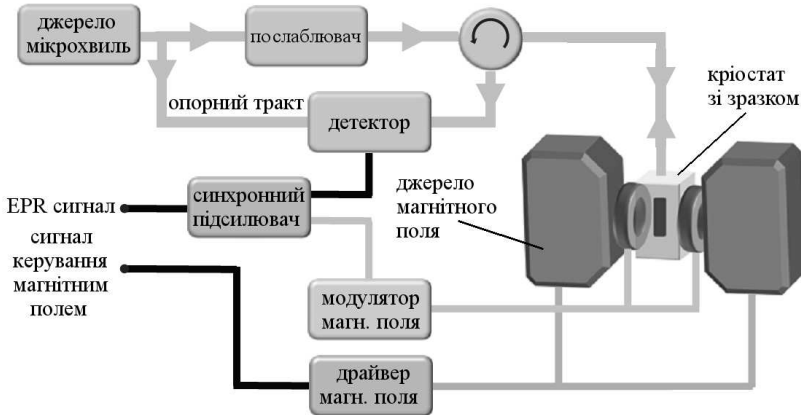 джерело
мікрохвиль
послаблювач
опорний тракт
детектор
кріостат
зі зразком
джерело
магнітного
поля
синхронний
підсилювач
EPR сигнал
сигнал
керування
магнітним
полем
модулятор
магн. поля
драйвер
магн. поля